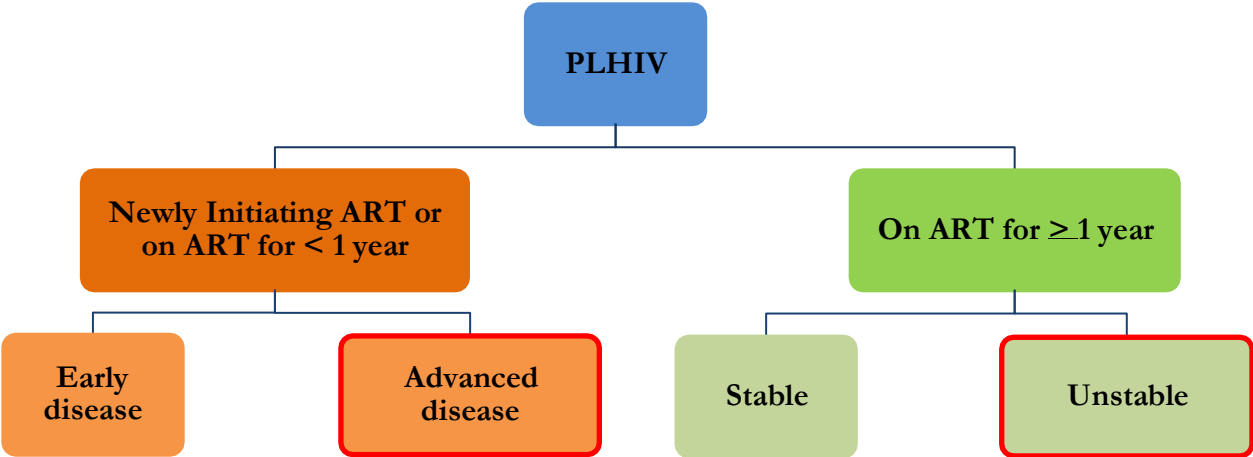 PLHIV
Newly Initiating ART or
on ART for < 1 year
On ART for ≥ 1 year
Early
disease
Advanced
disease
Stable
Unstable